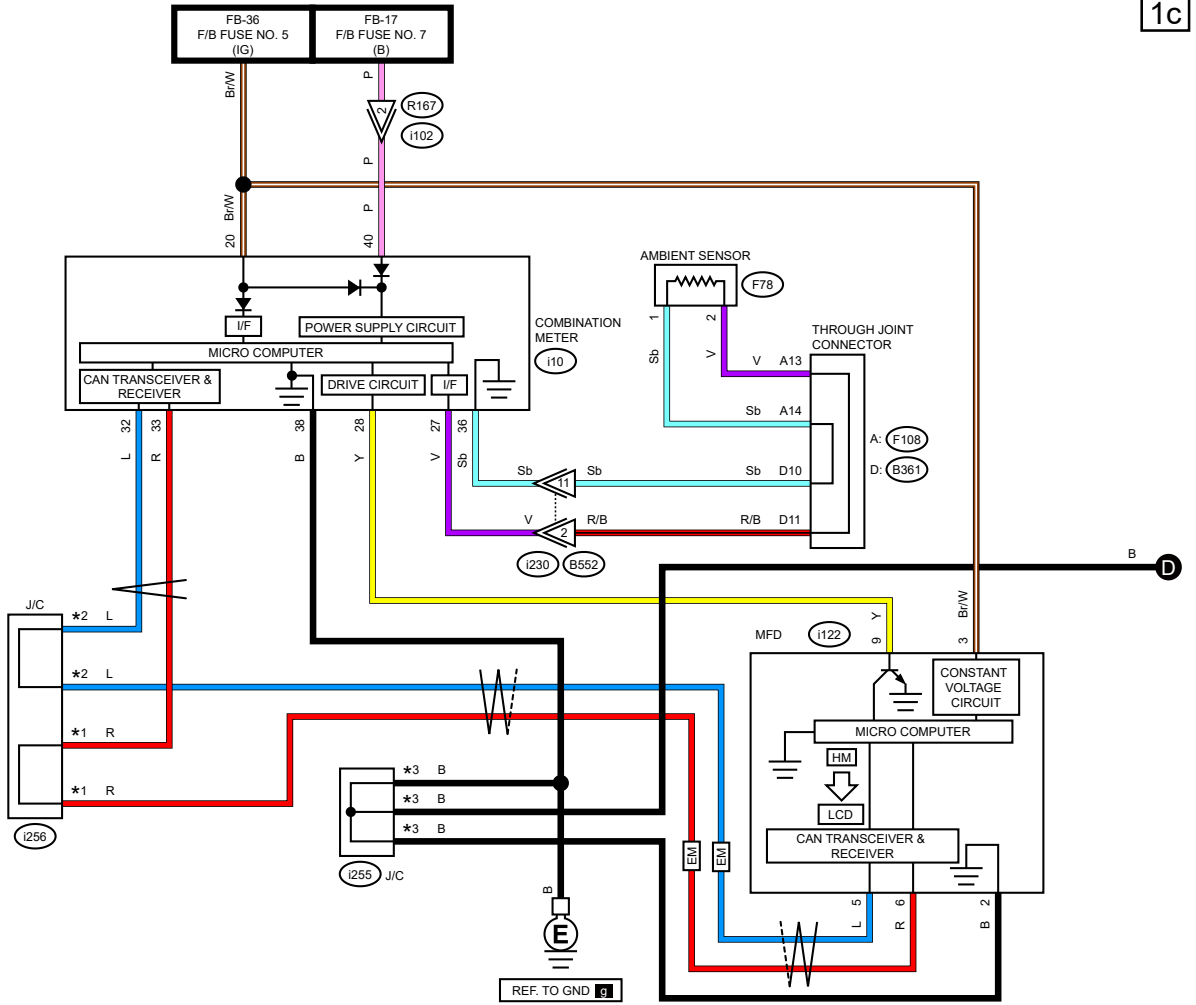 1c
FB-36
F/B FUSE NO. 5
(IG)
FB-17
F/B FUSE NO. 7
(B)
Br/W
P
2
R167
i102
P
Br/W
P
20
40
AMBIENT SENSOR
F78
1
2
Sb
V
THROUGH JOINT
CONNECTOR
V A13
Sb A14
A: F108
D: B361
Sb D10
R/B D11
I/F
POWER SUPPLY CIRCUIT
COMBINATION
METER
i10
MICRO COMPUTER
CAN TRANSCEIVER &
RECEIVER
DRIVE CIRCUIT
I/F
32
33
38
28
27
36
L
R
B
Y
V
Sb
Sb
11
Sb
V
2
R/B
i230
B552
B
D
J/C
*2 L
*2 L
*1 R
*1 R
i256
MFD
i122
Y
9
Br/W
3
CONSTANT
VOLTAGE
CIRCUIT
MICRO COMPUTER
HM
LCD
CAN TRANSCEIVER &
RECEIVER
*3 B
*3 B
*3 B
i255 J/C
EM
EM
5
6
2
L
R
B
B
E
REF. TO GND g